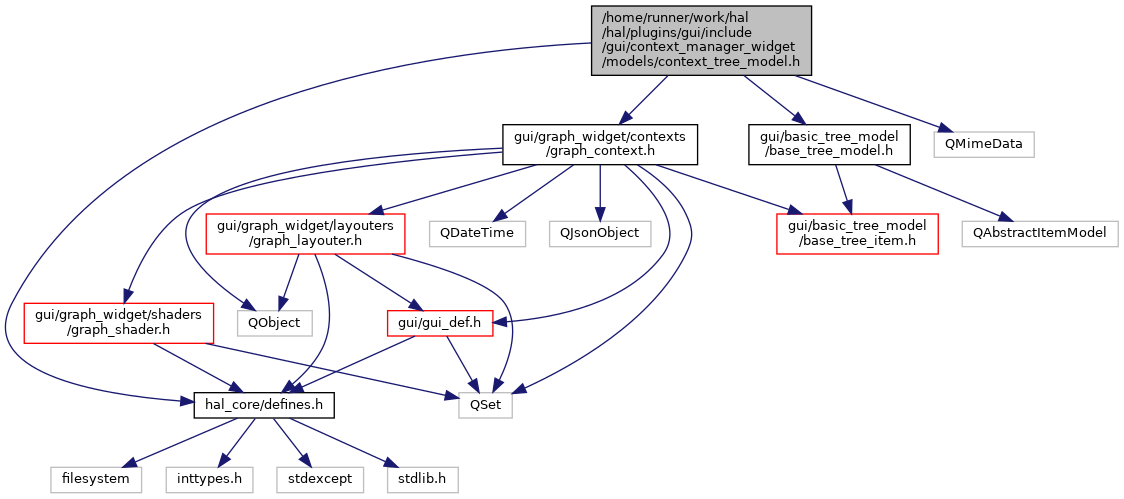 /home/runner/work/hal
/hal/plugins/gui/include
/gui/context_manager_widget
/models/context_tree_model.h
gui/graph_widget/contexts
/graph_context.h
gui/basic_tree_model
/base_tree_model.h
QMimeData
gui/graph_widget/layouters
/graph_layouter.h
QDateTime
QJsonObject
gui/basic_tree_model
/base_tree_item.h
QAbstractItemModel
gui/graph_widget/shaders
/graph_shader.h
QObject
gui/gui_def.h
hal_core/defines.h
QSet
filesystem
inttypes.h
stdexcept
stdlib.h